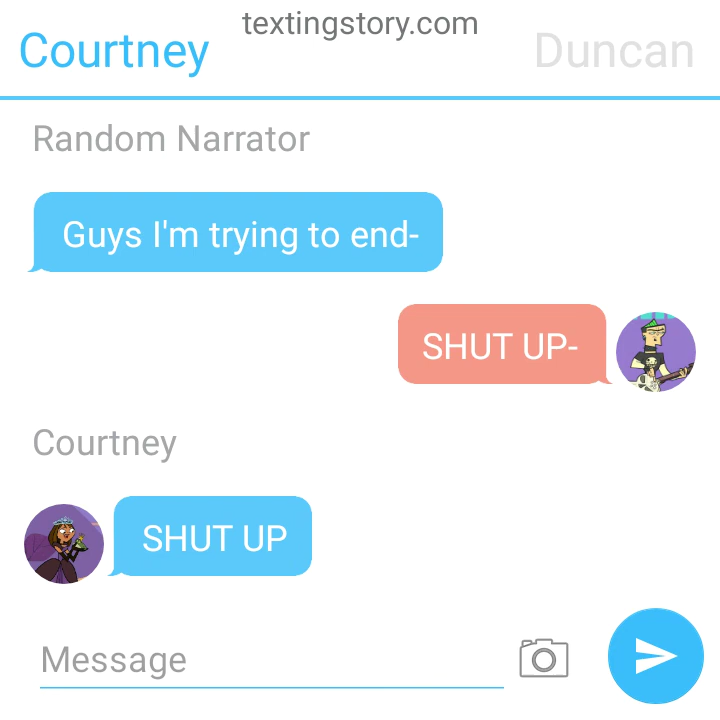 textingstory.com
Courtney
Duncan
Random Narrator
Guys I'm trying to end-
SHUT UP-
Courtney
SHUT UP
Message